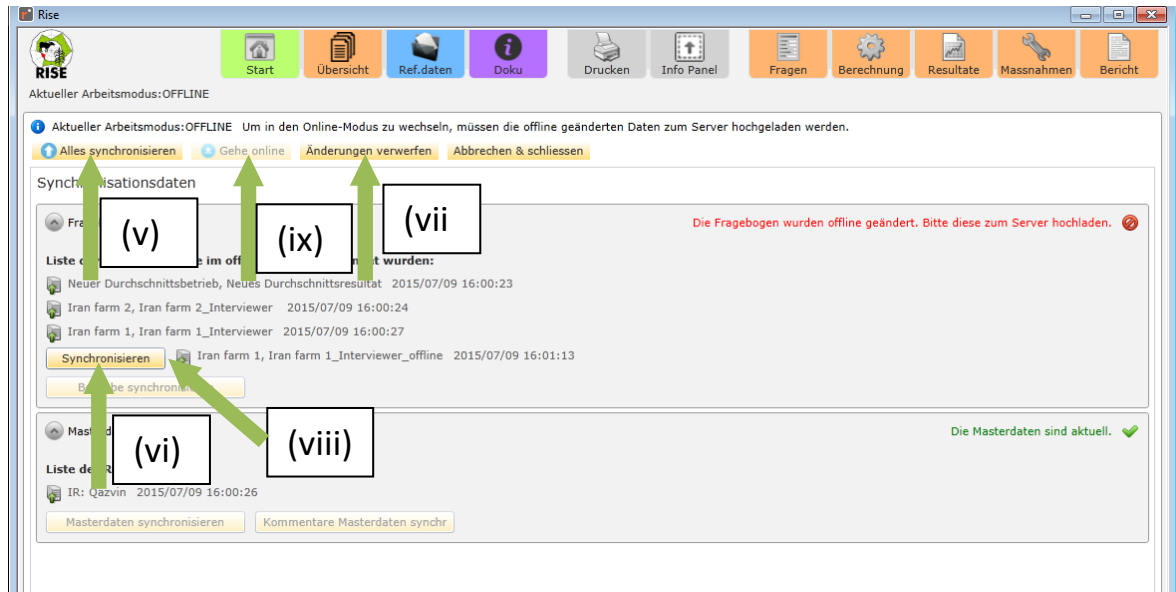 Rise
RISE
Start Übersicht Ref.daten Doku Drucken Info Panel Fragen Berechnung Resultate Massnahmen Bericht
Aktueller Arbeitsmodus:OFFLINE
Aktueller Arbeitsmodus:OFFLINE Um in den Online-Modus zu wechseln, müssen die offline geänderten Daten zum Server hochgeladen werden.
Alles synchronisieren Gehe online Änderungen verwerfen Abbrechen & schliessen
(v) (ix) (vii
Die Fragebogen wurden offline geändert. Bitte diese zum Server hochladen.
Liste wurden:
Neuer Durchschnittsbetrieb, Neues Durchschnittsresultat 2015/07/09 16:00:23
Iran farm 2, Iran farm 2_Interviewer 2015/07/09 16:00:24
Iran farm 1, Iran farm 1_Interviewer 2015/07/09 16:00:27
Synchronisieren Iran farm 1, Iran farm 1_Interviewer_offline 2015/07/09 16:01:13
(vi) (viii)
Die Masterdaten sind aktuell.
Liste
IR: Qazvin 2015/07/09 16:00:26
Masterdaten synchronisieren Kommentare Masterdaten synchr